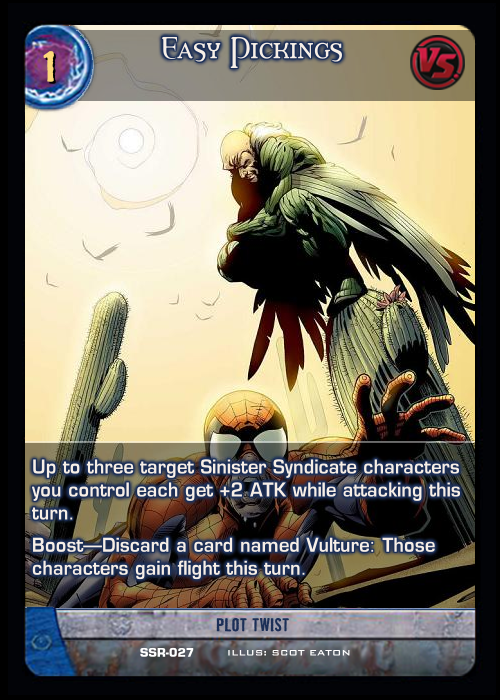 Easy Pickings
1
VS.
Up to three target Sinister Syndicate characters
you control each get +2 ATK while attacking this
turn.
Boost—Discard a card named Vulture: Those
characters gain flight this turn.
PLOT TWIST
SSR-027 ILLUS: SCOT EATON